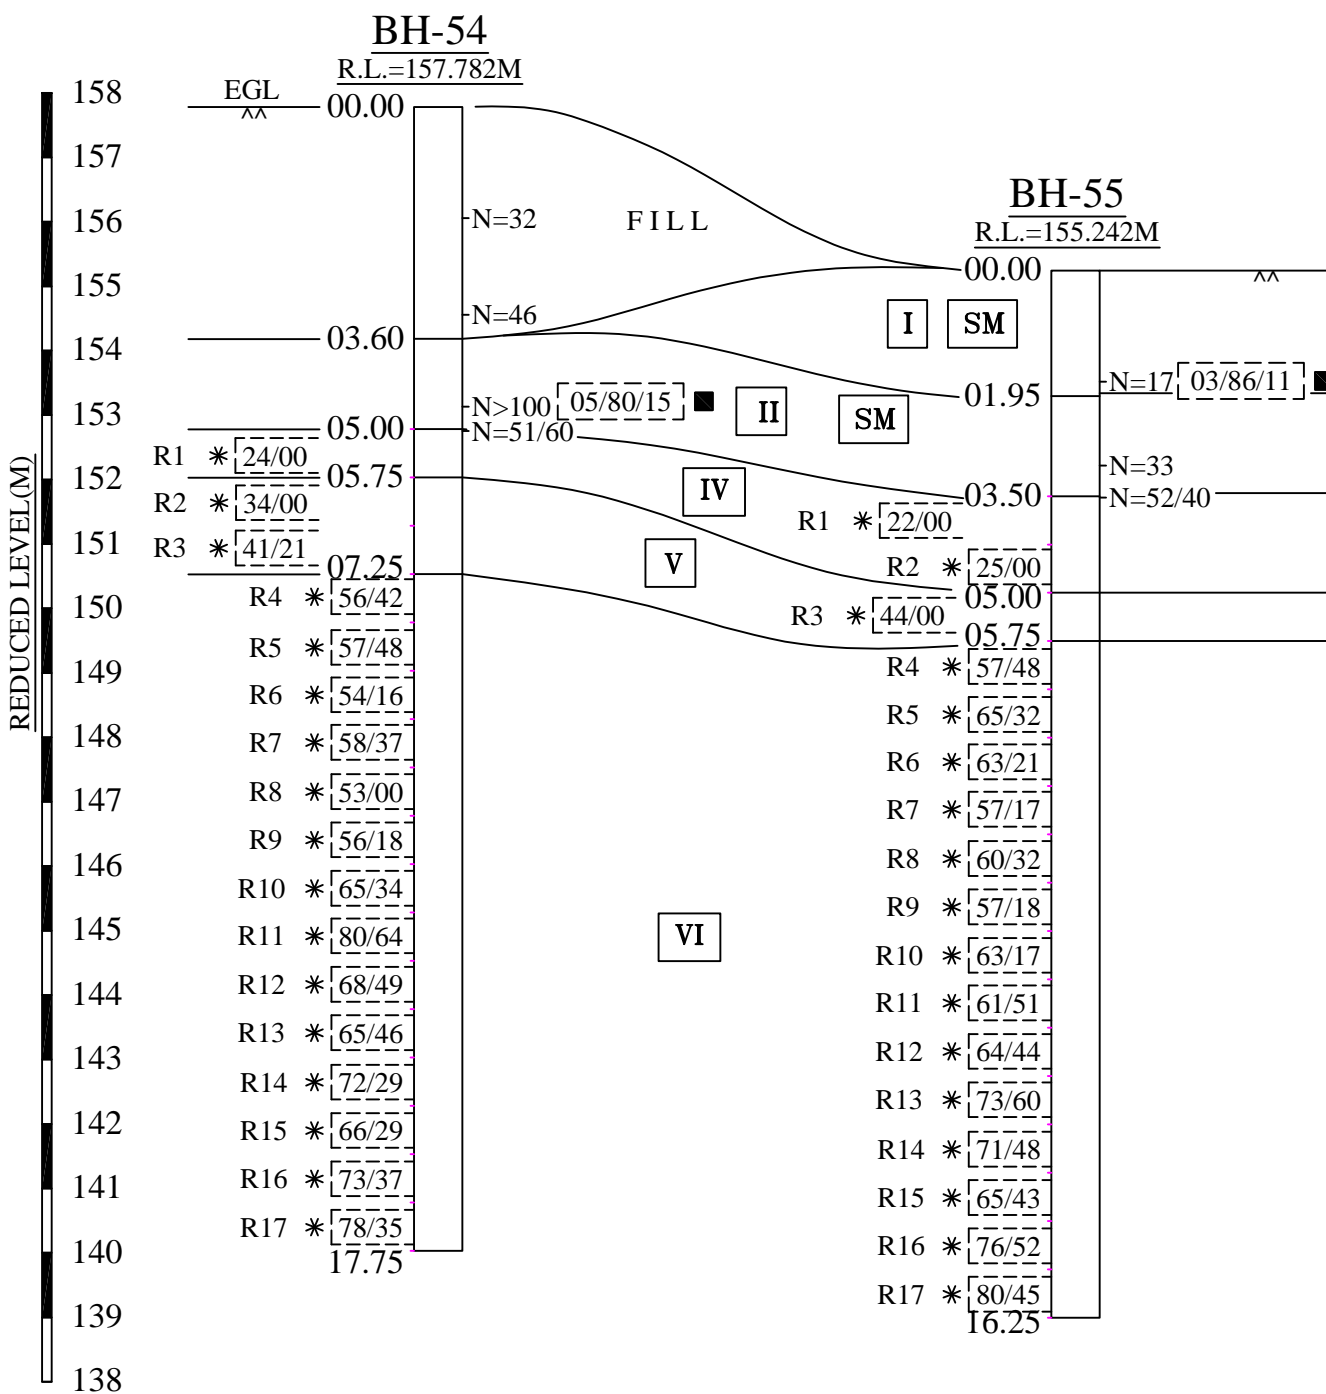 BH-54
R.L.=157.782M
158
EGL
^^
00.00
157
156
N=32
FILL
BH-55
R.L.=155.242M
00.00
^^
155
N=46
I
SM
154
03.60
N=17
03/86/11
01.95
153
N>100
05/80/15
II
SM
05.00
N=51/60
R1 * 24/00
N=33
152
05.75
IV
R2 * 34/00
03.50
N=52/40
R1 * 22/00
151
R3 * 41/21
V
07.25
R2 * 25/00
150
R4 * 56/42
05.00
R3 * 44/00
05.75
R5 * 57/48
149
R4 * 57/48
R6 * 54/16
R5 * 65/32
148
R7 * 58/37
R6 * 63/21
147
R8 * 53/00
R7 * 57/17
R9 * 56/18
146
R8 * 60/32
R10 * 65/34
R9 * 57/18
145
R11 * 80/64
VI
R10 * 63/17
144
R12 * 68/49
R11 * 61/51
R13 * 65/46
143
R12 * 64/44
R14 * 72/29
R13 * 73/60
142
R15 * 66/29
R14 * 71/48
141
R16 * 73/37
R15 * 65/43
R17 * 78/35
140
17.75
R16 * 76/52
R17 * 80/45
139
16.25
138
REDUCED LEVEL(M)